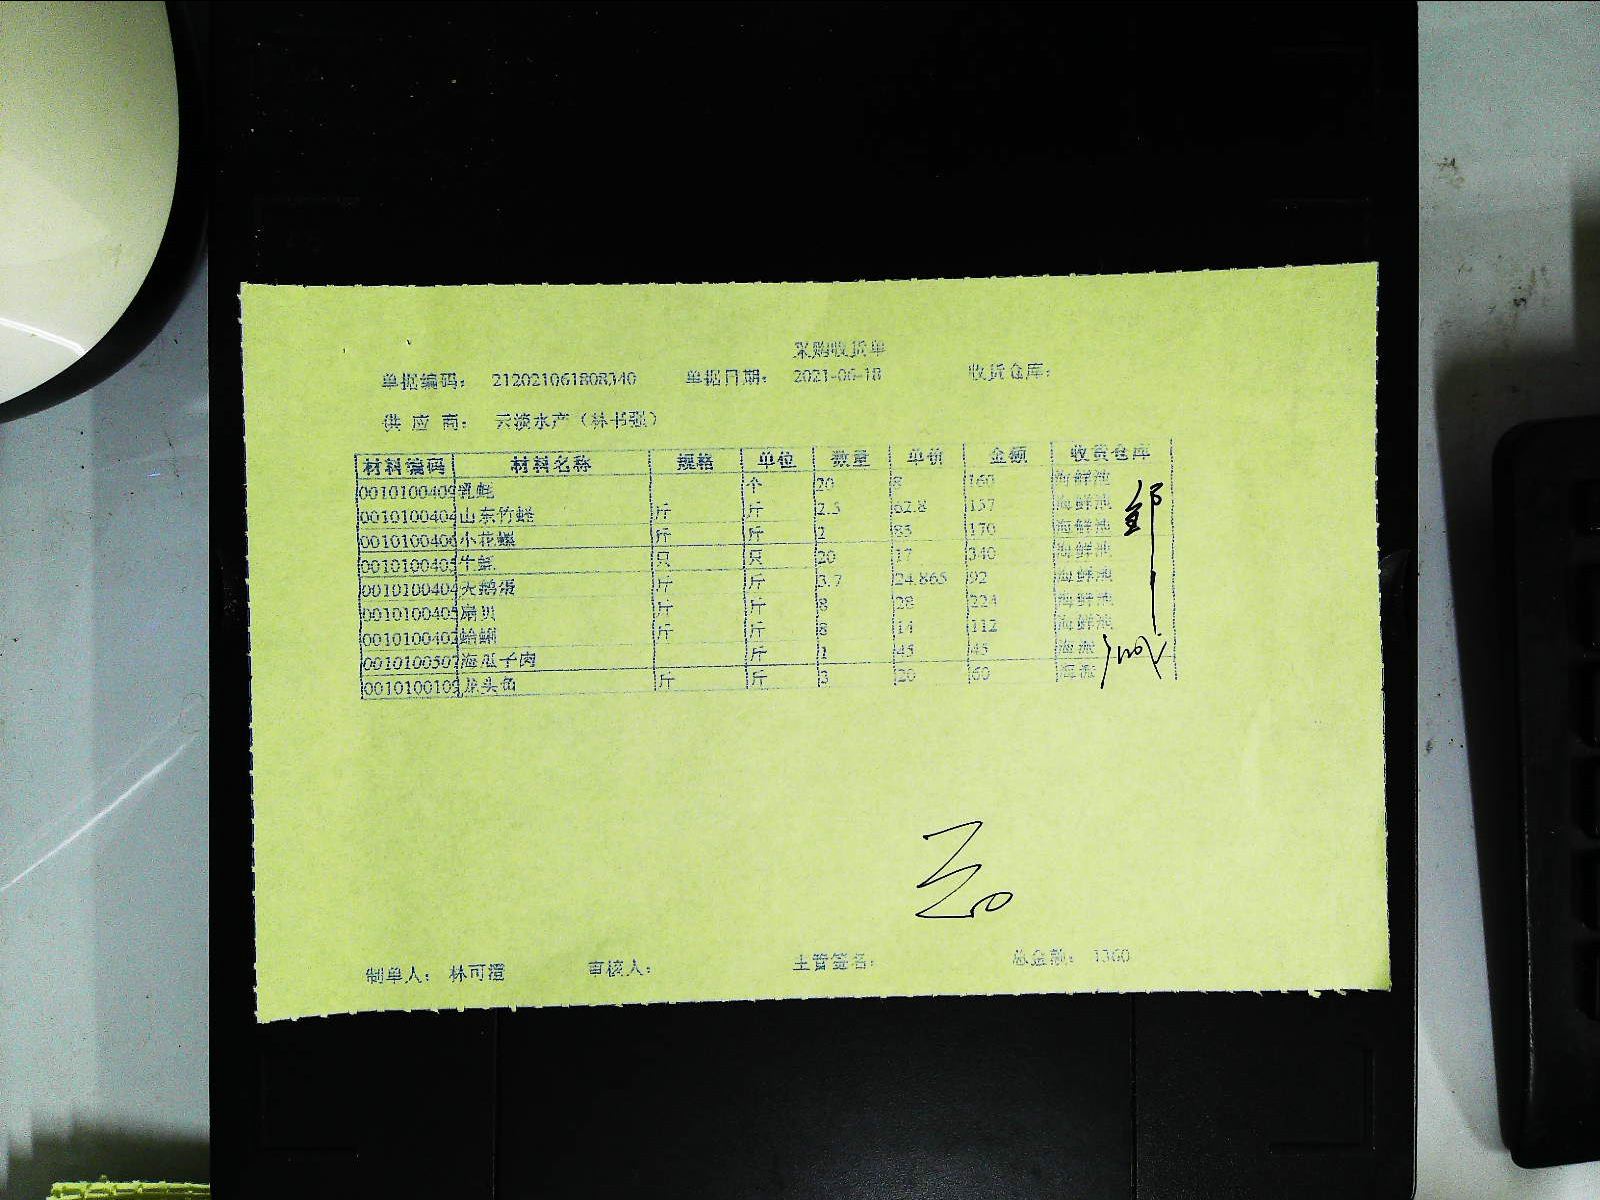 采购收货单
单据编码： 212021061808340 单据日期： 2021-06-18 收货仓库：
供 应 商： 云淡水产（林书强）
材料编码 材料名称 规格 单位 数量 单价 金额 收货仓库
0010100409 乳蚝 个 20 8 160 海鲜池
0010100404 山东竹蛏 斤 斤 2.5 62.8 157 海鲜池
0010100406 小花螺 斤 斤 2 85 170 海鲜池
0010100405 牛蚝 只 只 20 17 340 海鲜池
0010100404 天鹅蛋 斤 斤 3.7 24.865 92 海鲜池
0010100405 扇贝 斤 斤 8 28 224 海鲜池
0010100402 蛤蜊 斤 斤 8 14 112 海鲜池
0010100507 海瓜子肉 斤 1 45 45 海派
0010100109 龙头鱼 斤 斤 3 20 60 海派
制单人： 林可澄 审核人： 主管签名： 总金额： 1360